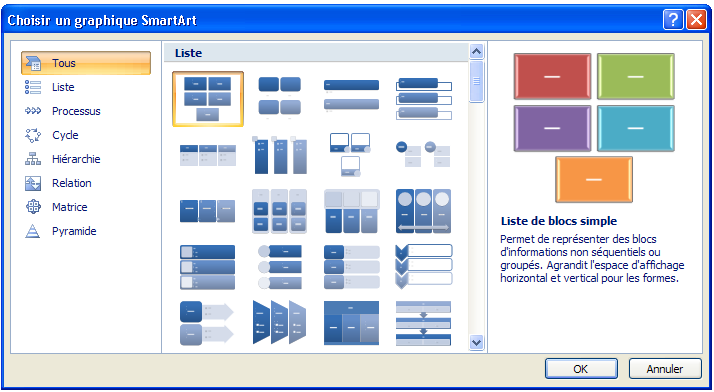 Choisir un graphique SmartArt
Tous
Liste
Processus
Cycle
Hiérarchie
Relation
Matrice
Pyramide
Liste
Liste de blocs simple
Permet de représenter des blocs
d'informations non séquentiels ou
groupés. Agrandit l'espace d'affichage
horizontal et vertical pour les formes.
OK
Annuler